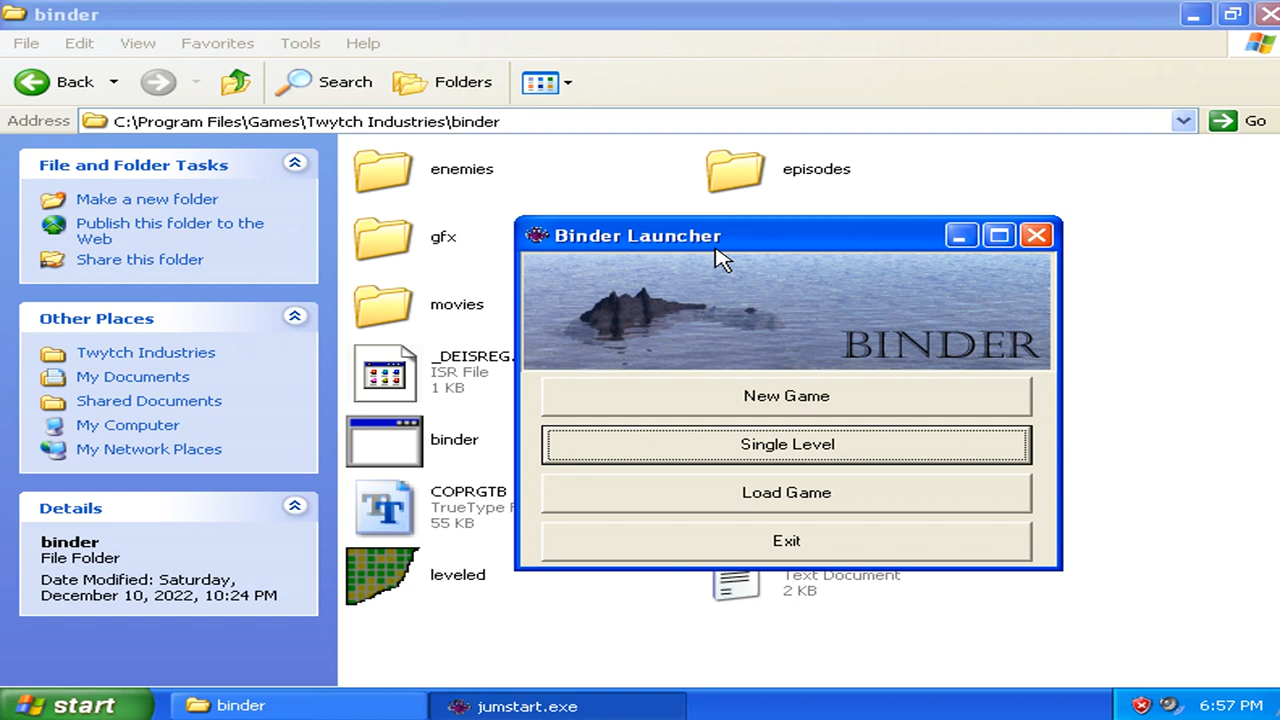 binder
File Edit View Favorites Tools Help
Back Search Folders
Address C:\Program Files\Games\Twytch Industries\binder Go
File and Folder Tasks
Make a new folder
Publish this folder to the
Web
Share this folder
Other Places
Twytch Industries
My Documents
Shared Documents
My Computer
My Network Places
Details
binder
File Folder
Date Modified: Saturday,
December 10, 2022, 10:24 PM
enemies
episodes
gfx
movies
_DEISREG.
ISR File
1 KB
binder
COPRGTB
TrueType
55 KB
leveled
Text Document
2 KB
Binder Launcher
BINDER
New Game
Single Level
Load Game
Exit
start binder jumstart.exe 6:57 PM